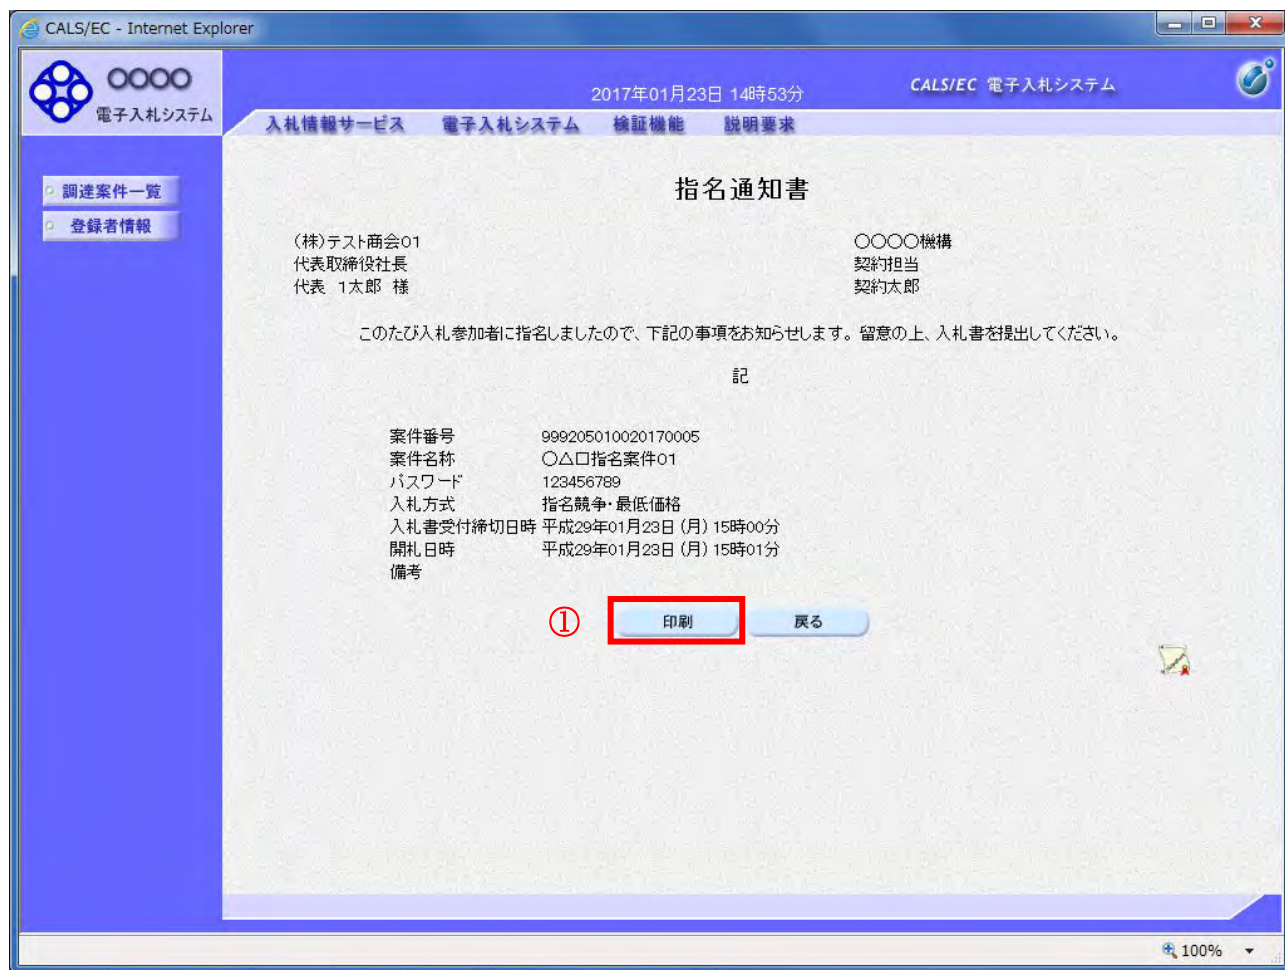 CALS/EC - Internet Explorer
〇〇〇〇
電子入札システム
2017年01月23日 14時53分
CALS/EC 電子入札システム
入札情報サービス 電子入札システム 検証機能 説明要求
調達案件一覧
登録者情報
指名通知書
(株)テスト商会01
代表取締役社長
代表 1太郎 様
〇〇〇〇機構
契約担当
契約太郎
このたび入札参加者に指名しましたので、下記の事項をお知らせします。留意の上、入札書を提出してください。
記
案件番号 999205010020170005
案件名称 〇△口指名案件01
パスワード 123456789
入札方式 指名競争・最低価格
入札書受付締切日時 平成29年01月23日 (月) 15時00分
開札日時 平成29年01月23日 (月) 15時01分
備考
① 印刷 戻る
100%